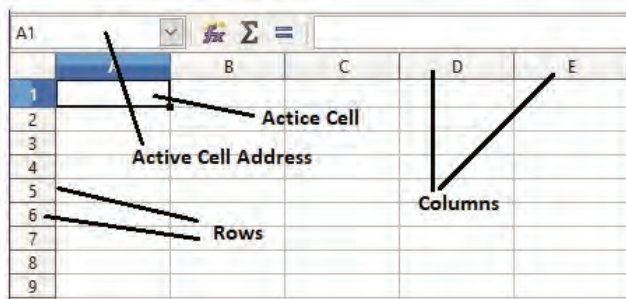 A1 Σ =
A B C D E
1
2
Actice Cell
3
Active Cell Address
4
5
Columns
6
Rows
7
8
9